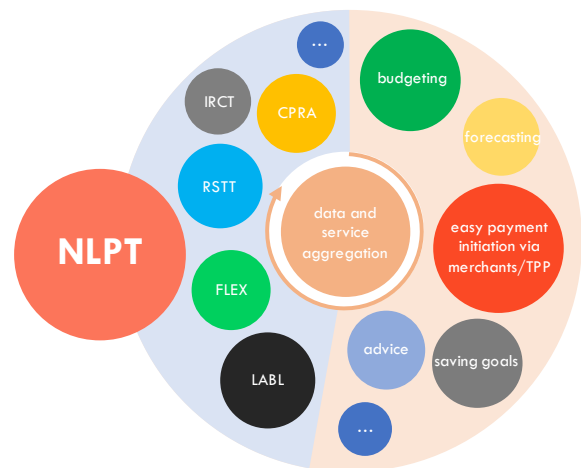 ...
IRCT
CPRA
RSTT
NLPT
FLEX
LABL
data and
service
aggregation
budgeting
forecasting
easy payment
initiation via
merchants/TPP
advice
saving goals
...